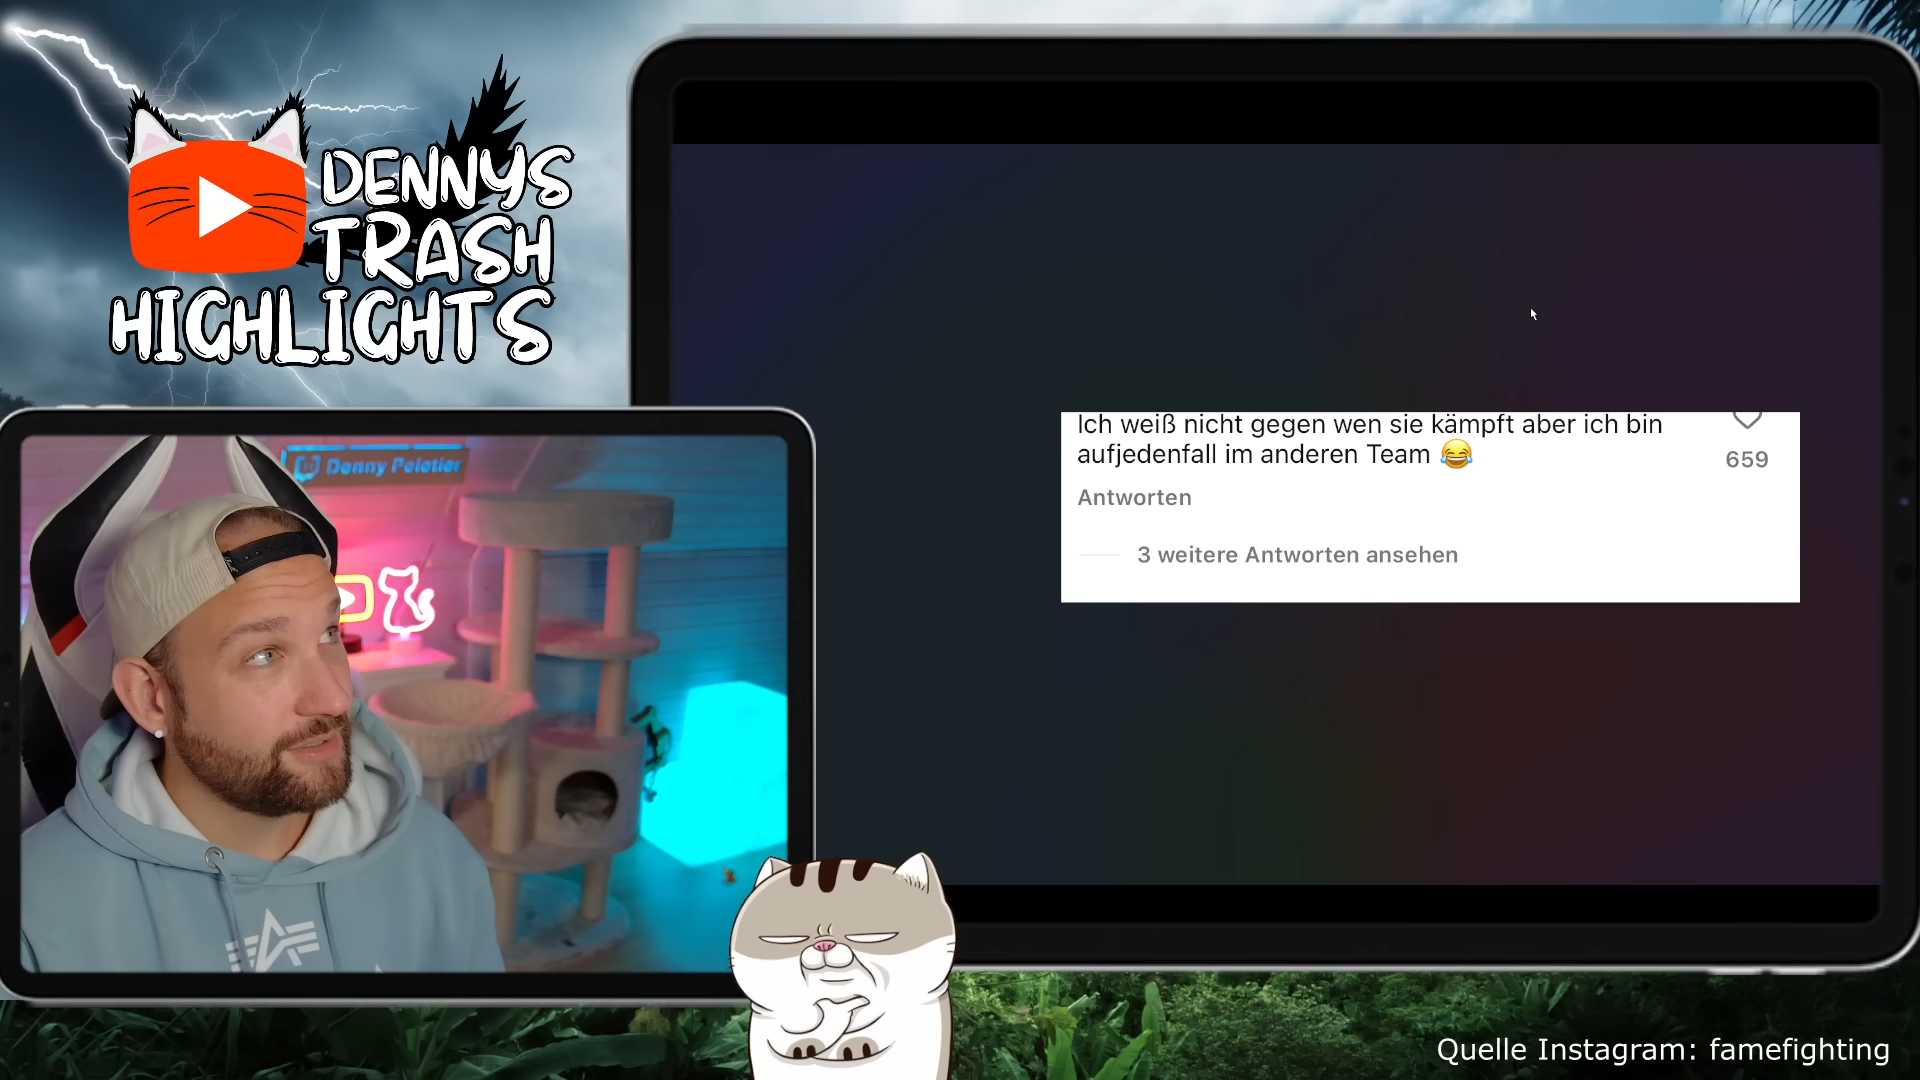 DENNYS
TRASH
HIGHLIGHTS
Denny Peletier
Ich weiß nicht gegen wen sie kämpft aber ich bin
aufjedenfall im anderen Team 😂
659
Antworten
3 weitere Antworten ansehen
Quelle Instagram: famefighting